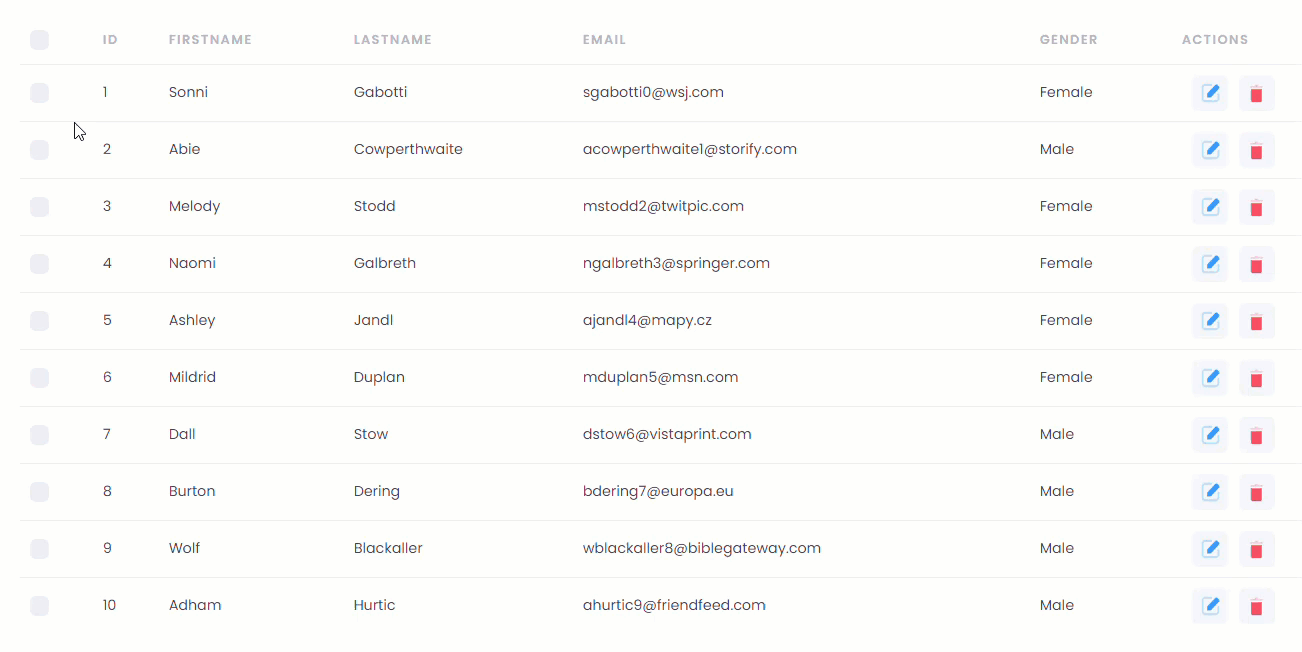 ID FIRSTNAME LASTNAME EMAIL GENDER ACTIONS
1 Sonni Gabotti sgabotti0@wsj.com Female
2 Abie Cowperthwaite acowperthwaite1@storify.com Male
3 Melody Stodd mstodd2@twitpic.com Female
4 Naomi Galbreth ngalbreth3@springer.com Female
5 Ashley Jandl ajandl4@mapy.cz Female
6 Mildrid Duplan mduplan5@msn.com Female
7 Dall Stow dstow6@vistaprint.com Male
8 Burton Dering bdering7@europa.eu Male
9 Wolf Blackaller wblackaller8@biblegateway.com Male
10 Adham Hurtic ahurtic9@friendfeed.com Male